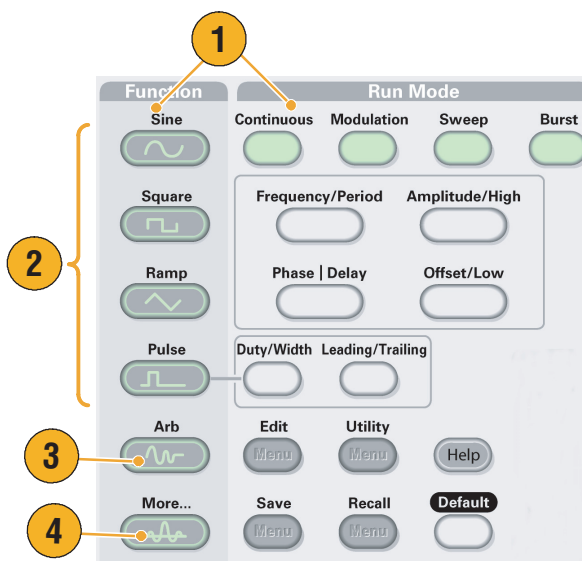 1
Function Run Mode
Sine Continuous Modulation Sweep Burst
Square Frequency/Period Amplitude/High
2
Ramp Phase | Delay Offset/Low
Pulse Duty/Width Leading/Trailing
Arb Edit Utility
3 Menu Menu Help
More... Save Recall Default
4 Menu Menu